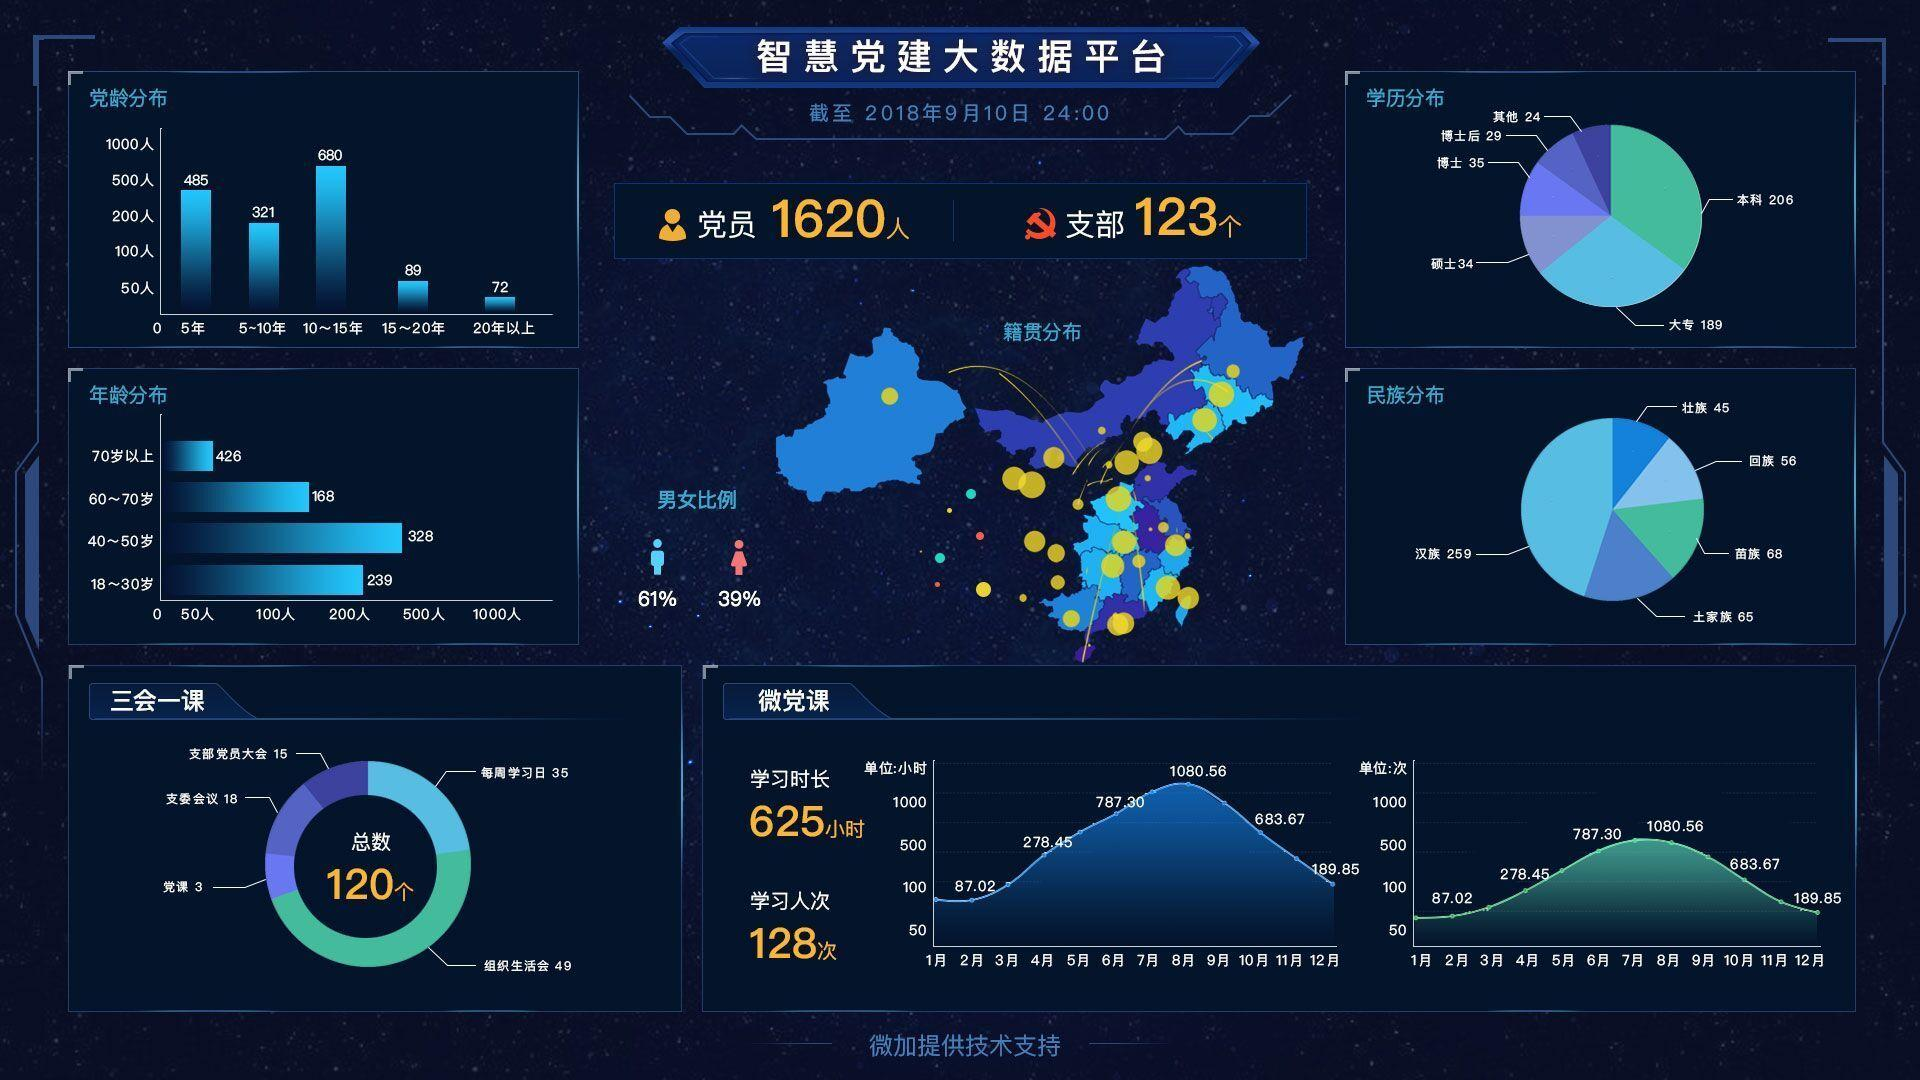 智慧党建大数据平台
截至 2018年9月10日 24:00
党龄分布
1000人
500人
200人
100人
50人
0
485
321
680
89
72
5年
5~10年
10~15年
15~20年
20年以上
年龄分布
70岁以上
426
60~70岁
168
40~50岁
328
18~30岁
239
0
50人
100人
200人
500人
1000人
党员 1620人
支部 123个
籍贯分布
男女比例
61%
39%
学历分布
其他 24
博士后 29
博士 35
硕士34
本科 206
大专 189
民族分布
壮族 45
回族 56
苗族 68
土家族 65
汉族 259
三会一课
支部党员大会 15
支委会议 18
党课 3
每周学习日 35
组织生活会 49
总数
120个
微党课
学习时长
625小时
学习人次
128次
单位:小时
1000
500
100
50
87.02
278.45
787.30
1080.56
683.67
189.85
1月
2月
3月
4月
5月
6月
7月
8月
9月
10月
11月
12月
单位:次
1000
500
100
50
87.02
278.45
787.30
1080.56
683.67
189.85
1月
2月
3月
4月
5月
6月
7月
8月
9月
10月
11月
12月
微加提供技术支持